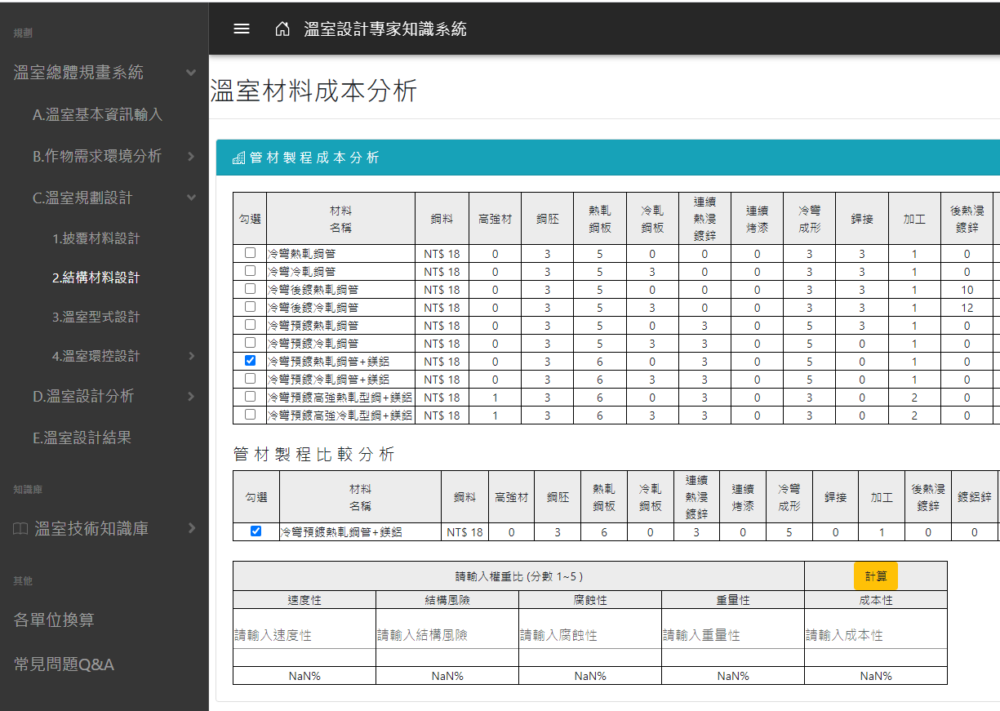 規劃
溫室總體規畫系統
A.溫室基本資訊輸入
B.作物需求環境分析
C.溫室規劃設計
1.披覆材料設計
2.結構材料設計
3.溫室型式設計
4.溫室環控設計
D.溫室設計分析
E.溫室設計結果
知識庫
溫室技術知識庫
其他
各單位換算
常見問題Q&A
溫室設計專家知識系統
溫室材料成本分析
管材製程成本分析
勾選 材料名稱 鋼料 高強材 鋼胚 熱軋鋼板 冷軋鋼板 連續熱浸鍍鋅 連續烤漆 冷彎成形 銲接 加工 後熱浸鍍鋅
冷彎熱軋鋼管 NT$ 18 0 3 5 0 0 0 3 3 1 0
冷彎冷軋鋼管 NT$ 18 0 3 5 3 0 0 3 3 1 0
冷彎後鍍熱軋鋼管 NT$ 18 0 3 5 0 0 0 3 3 1 10
冷彎後鍍冷軋鋼管 NT$ 18 0 3 5 3 0 0 3 3 1 12
冷彎預鍍熱軋鋼管 NT$ 18 0 3 5 0 3 0 5 3 1 0
冷彎預鍍冷軋鋼管 NT$ 18 0 3 5 3 3 0 5 0 1 0
冷彎預鍍熱軋鋼管+鎂鋁 NT$ 18 0 3 6 0 3 0 5 0 1 0
冷彎預鍍冷軋鋼管+鎂鋁 NT$ 18 0 3 6 3 3 0 5 0 1 0
冷彎預鍍高強熱軋型鋼+鎂鋁 NT$ 18 1 3 6 0 3 0 3 0 2 0
冷彎預鍍高強冷軋型鋼+鎂鋁 NT$ 18 1 3 6 3 3 0 3 0 2 0
管材製程比較分析
勾選 材料名稱 鋼料 高強材 鋼胚 熱軋鋼板 冷軋鋼板 連續熱浸鍍鋅 連續烤漆 冷彎成形 銲接 加工 後熱浸鍍鋅 鍍鋁鋅
冷彎預鍍熱軋鋼管+鎂鋁 NT$ 18 0 3 6 0 3 0 5 0 1 0 0
請輸入權重比 (分數 1~5 ) 計算
速度性 結構風險 腐蝕性 重量性 成本性
請輸入速度性 請輸入結構風險 請輸入腐蝕性 請輸入重量性 請輸入成本性
NaN% NaN% NaN% NaN% NaN%